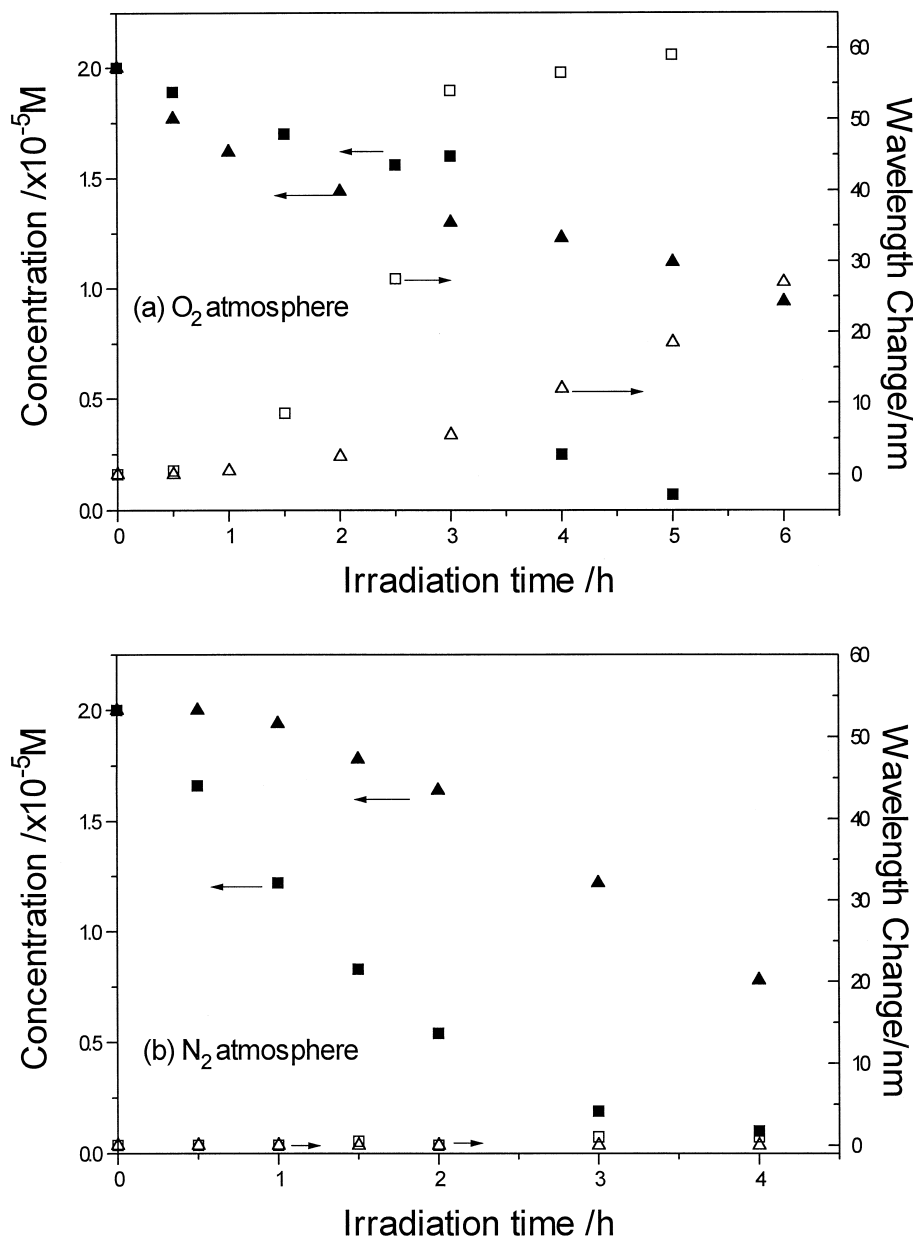 Concentration /x10⁻⁵M
2.0
1.5
1.0
0.5
0.0
(a) O₂ atmosphere
60
50
40
30
20
10
0
Wavelength Change/nm
0 1 2 3 4 5 6
Irradiation time /h
Concentration /x10⁻⁵M
2.0
1.5
1.0
0.5
0.0
(b) N₂ atmosphere
60
50
40
30
20
10
0
Wavelength Change/nm
0 1 2 3 4
Irradiation time /h